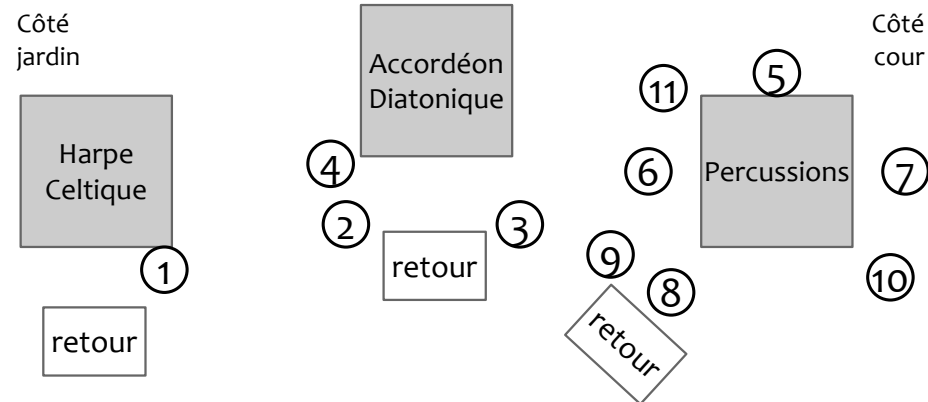 Côté
jardin
Côté
cour
Accordéon
Diatonique
11
5
Harpe
Celtique
4
6
Percussions
7
2
3
1
retour
9
8
10
retour
retour